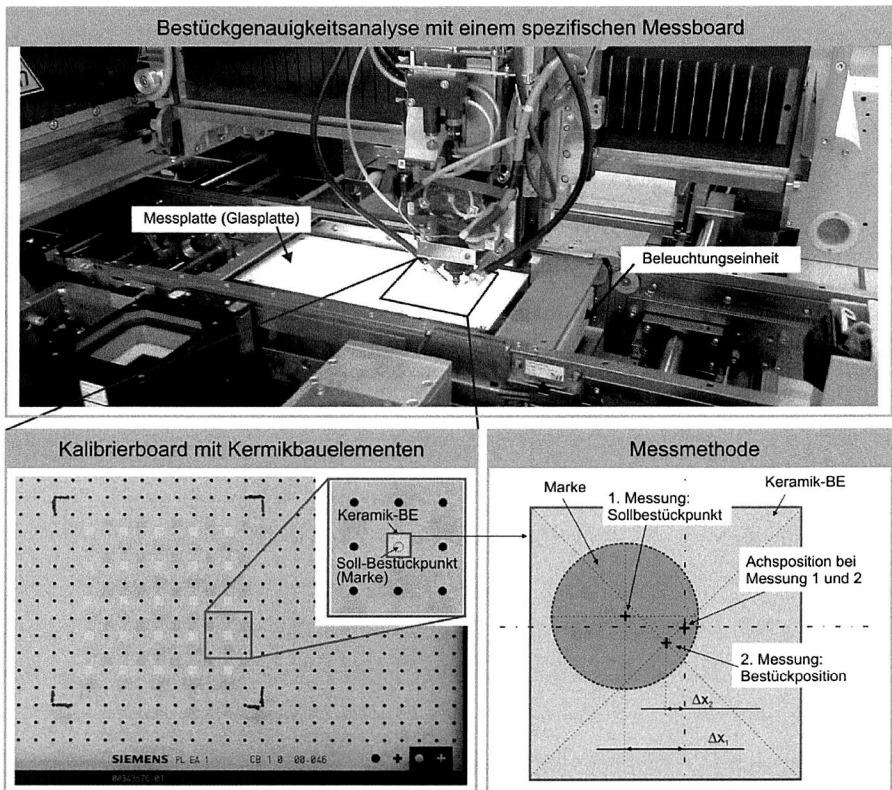 Bestückgenauigkeitsanalyse mit einem spezifischen Messboard
Messplatte (Glasplatte)
Beleuchtungseinheit
Kalibrierboard mit Kermikbauelementen
Keramik-BE
Soll-Bestückpunkt
(Marke)
SIEMENS PL EA 1 CB 1.0 00-046
00343676-01
Messmethode
Marke
1. Messung:
Sollbestückpunkt
Keramik-BE
Achsposition bei
Messung 1 und 2
2. Messung:
Bestückposition
Δx₂
Δx₁